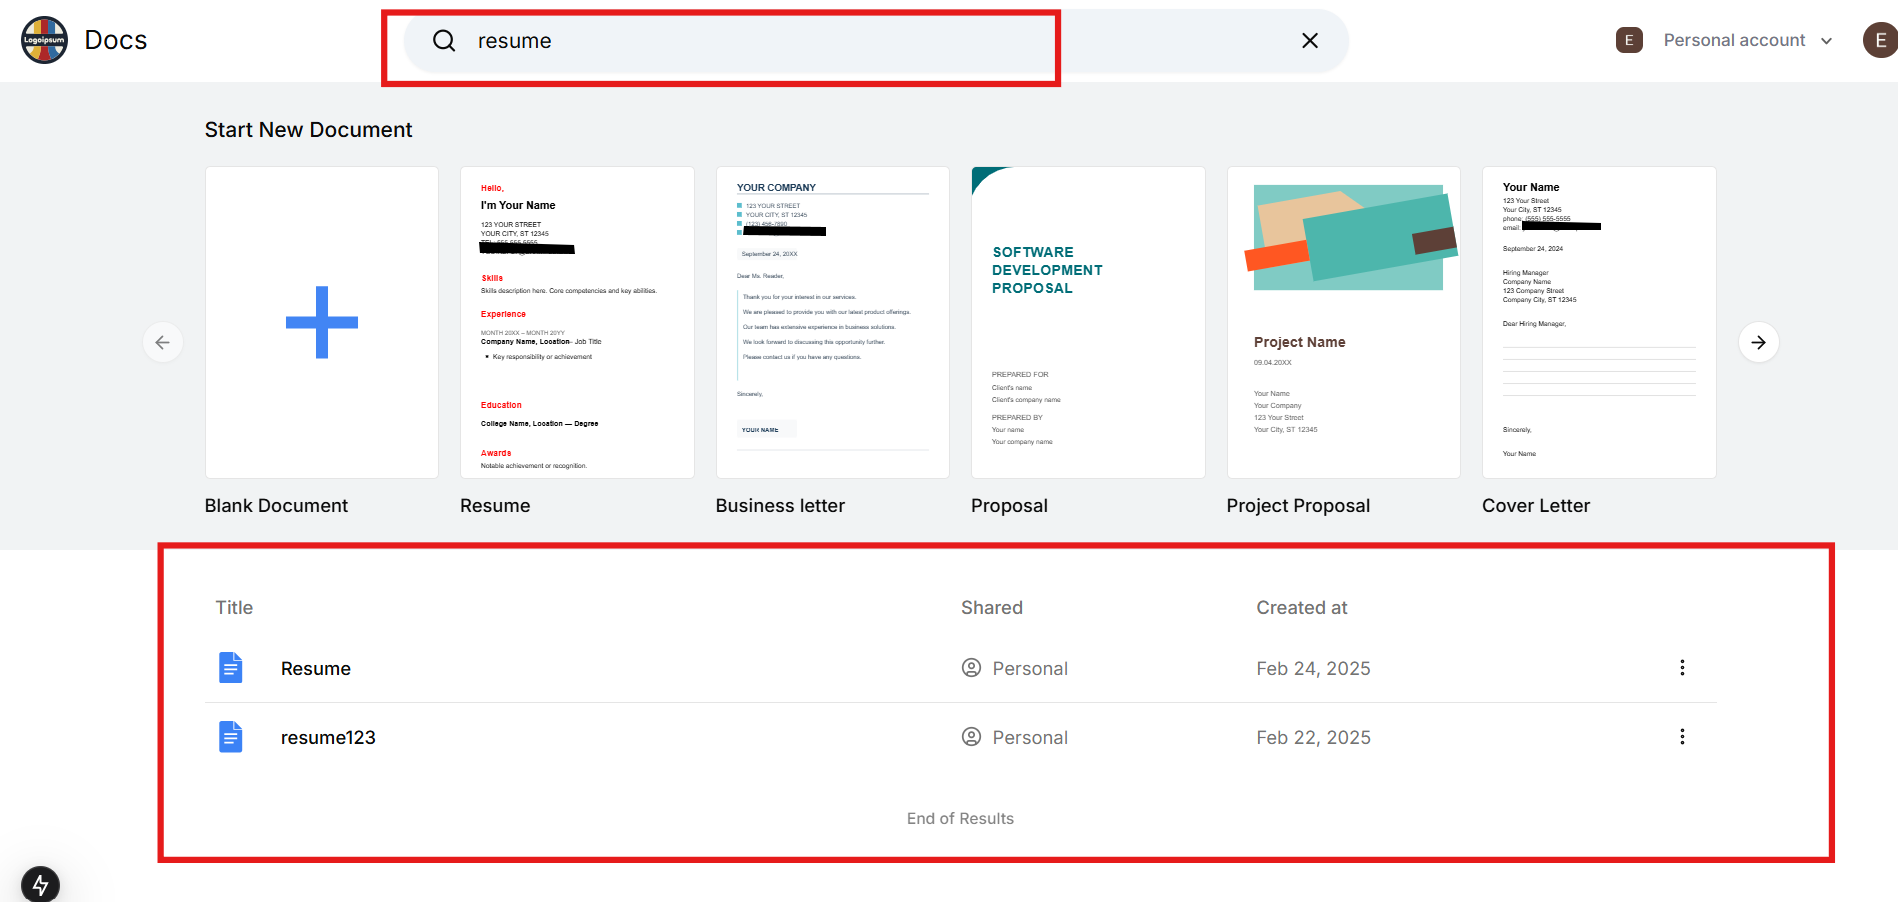 Logoipsum
Docs
resume
E
Personal account
E
Start New Document
Hello,
I'm Your Name
123 YOUR STREET
YOUR CITY, ST 12345
Skills
Skills description here. Core competencies and key abilities.
Experience
MONTH 20XX – MONTH 20YY
Company Name, Location– Job Title
Key responsibility or achievement
Education
College Name, Location — Degree
Awards
Notable achievement or recognition.
YOUR COMPANY
123 YOUR STREET
YOUR CITY, ST 12345
(123) 456-7890
September 24, 20XX
Dear Ms. Reader,
Thank you for your interest in our services.
We are pleased to provide you with our latest product offerings.
Our team has extensive experience in business solutions.
We look forward to discussing this opportunity further.
Please contact us if you have any questions.
Sincerely,
YOUR NAME
SOFTWARE
DEVELOPMENT
PROPOSAL
PREPARED FOR
Client's name
Client's company name
PREPARED BY
Your name
Your company name
Project Name
09.04.20XX
Your Name
Your Company
123 Your Street
Your City, ST 12345
Your Name
123 Your Street
Your City, ST 12345
phone: (555) 555-5555
email:
September 24, 2024
Hiring Manager
Company Name
123 Company Street
Company City, ST 12345
Dear Hiring Manager,
Sincerely,
Your Name
Blank Document
Resume
Business letter
Proposal
Project Proposal
Cover Letter
Title
Shared
Created at
Resume
Personal
Feb 24, 2025
resume123
Personal
Feb 22, 2025
End of Results